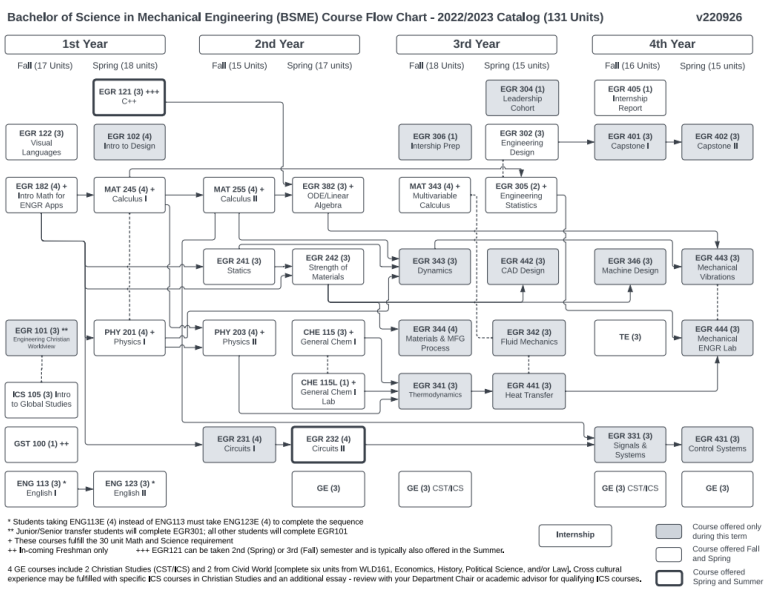 Bachelor of Science in Mechanical Engineering (BSME) Course Flow Chart - 2022/2023 Catalog (131 Units)
v220926
1st Year
2nd Year
3rd Year
4th Year
Fall (17 Units)
Spring (18 units)
Fall (15 Units)
Spring (17 units)
Fall (18 Units)
Spring (15 units)
Fall (16 Units)
Spring (15 units)
EGR 121 (3) +++
C++
EGR 304 (1)
Leadership
Cohort
EGR 405 (1)
Internship
Report
EGR 122 (3)
Visual
Languages
EGR 102 (4)
Intro to Design
EGR 306 (1)
Intership Prep
EGR 302 (3)
Engineering
Design
EGR 401 (3)
Capstone I
EGR 402 (3)
Capstone II
EGR 182 (4) +
Intro Math for
ENGR Apps
MAT 245 (4) +
Calculus I
MAT 255 (4) +
Calculus II
EGR 382 (3) +
ODE/Linear
Algebra
MAT 343 (4) +
Multivariable
Calculus
EGR 305 (2) +
Engineering
Statistics
EGR 241 (3)
Statics
EGR 242 (3)
Strength of
Materials
EGR 343 (3)
Dynamics
EGR 442 (3)
CAD Design
EGR 346 (3)
Machine Design
EGR 443 (3)
Mechanical
Vibrations
EGR 101 (3) **
Engineering Christian
Worldview
PHY 201 (4) +
Physics I
PHY 203 (4) +
Physics II
CHE 115 (3) +
General Chem I
EGR 344 (4)
Materials & MFG
Process
EGR 342 (3)
Fluid Mechanics
TE (3)
EGR 444 (3)
Mechanical
ENGR Lab
ICS 105 (3) Intro
to Global Studies
CHE 115L (1) +
General Chem I
Lab
EGR 341 (3)
Thermodynamics
EGR 441 (3)
Heat Transfer
GST 100 (1) ++
EGR 231 (4)
Circuits I
EGR 232 (4)
Circuits II
EGR 331 (3)
Signals &
Systems
EGR 431 (3)
Control Systems
ENG 113 (3) *
English I
ENG 123 (3) *
English II
GE (3)
GE (3) CST/ICS
GE (3) CST/ICS
GE (3)
* Students taking ENG113E (4) instead of ENG113 must take ENG123E (4) to complete the sequence
** Junior/Senior transfer students will complete EGR301; all other students will complete EGR101
+ These courses fulfill the 30 unit Math and Science requirement
++ In-coming Freshman only
+++ EGR121 can be taken 2nd (Spring) or 3rd (Fall) semester and is typically also offered in the Summer.
4 GE courses include 2 Christian Studies (CST/ICS) and 2 from Civid World [complete six units from WLD161, Economics, History, Political Science, and/or Law]. Cross cultural
experience may be fulfilled with specific ICS courses in Christian Studies and an additional essay - review with your Department Chair or academic advisor for qualifying ICS courses.
Internship
Course offered only
during this term
Course offered Fall
and Spring
Course offered
Spring and Summer